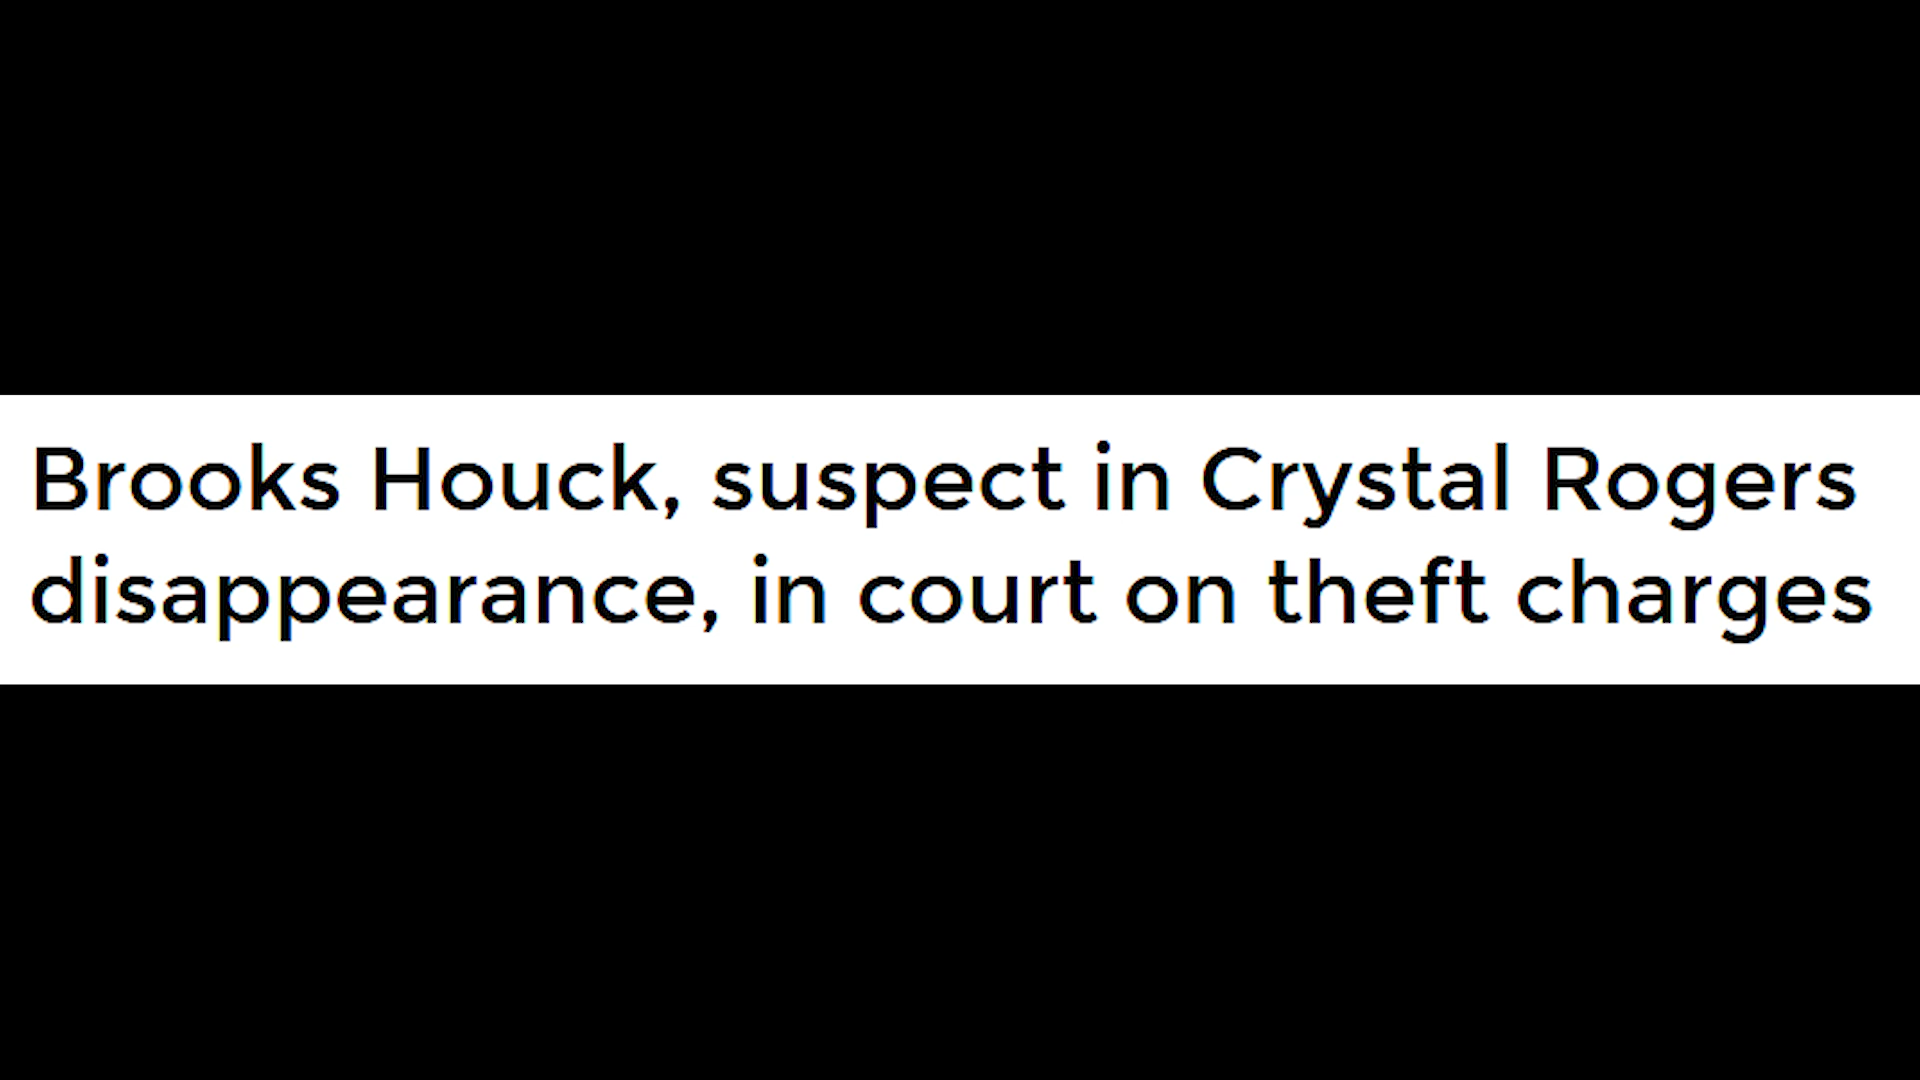 Brooks Houck, suspect in Crystal Rogers
disappearance, in court on theft charges